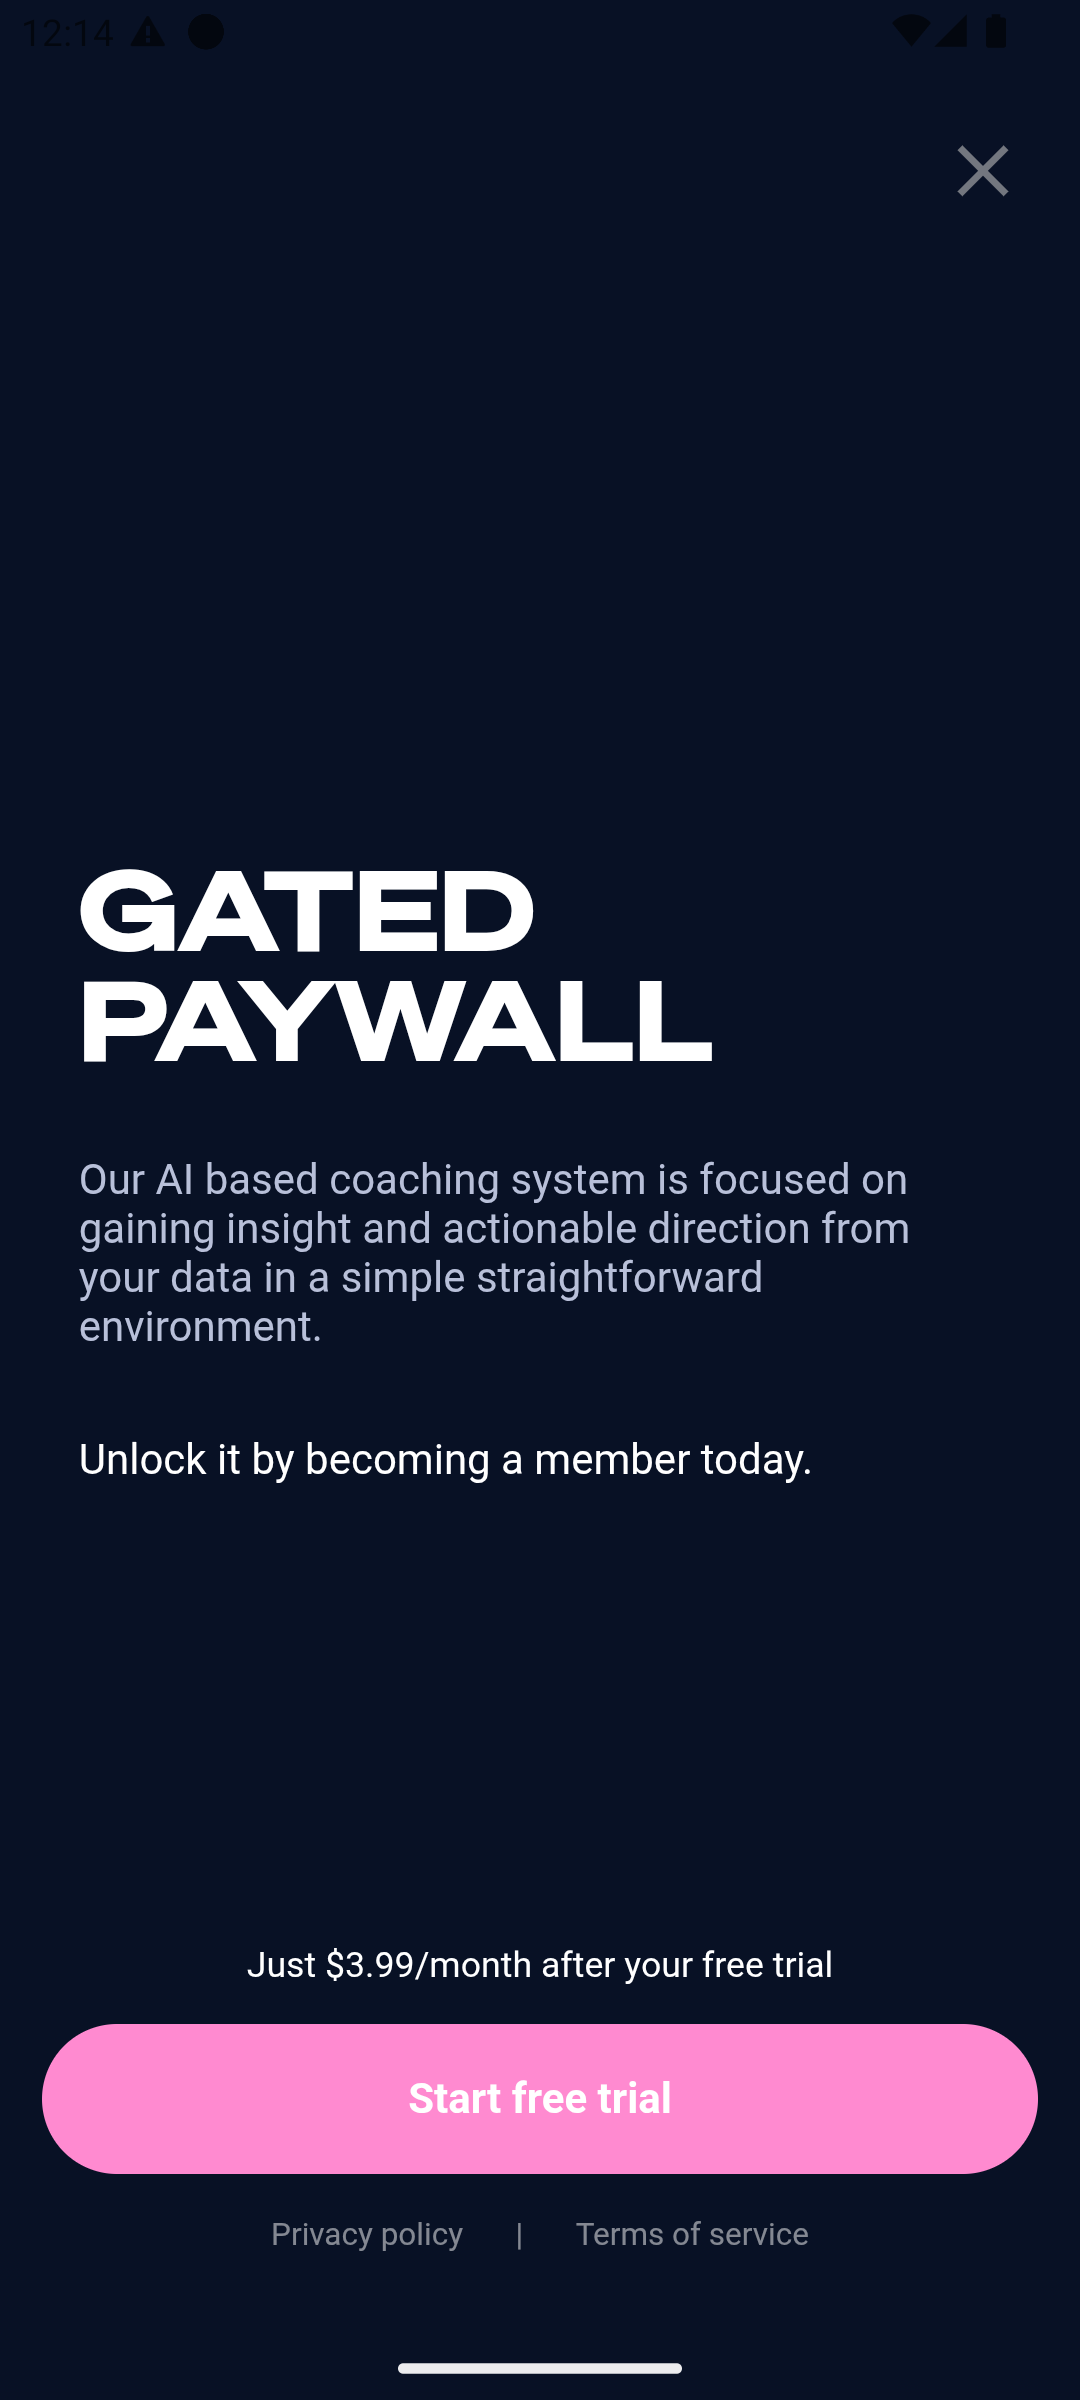 12:14
GATED
PAYWALL
Our AI based coaching system is focused on
gaining insight and actionable direction from
your data in a simple straightforward
environment.
Unlock it by becoming a member today.
Just $3.99/month after your free trial
Start free trial
Privacy policy | Terms of service